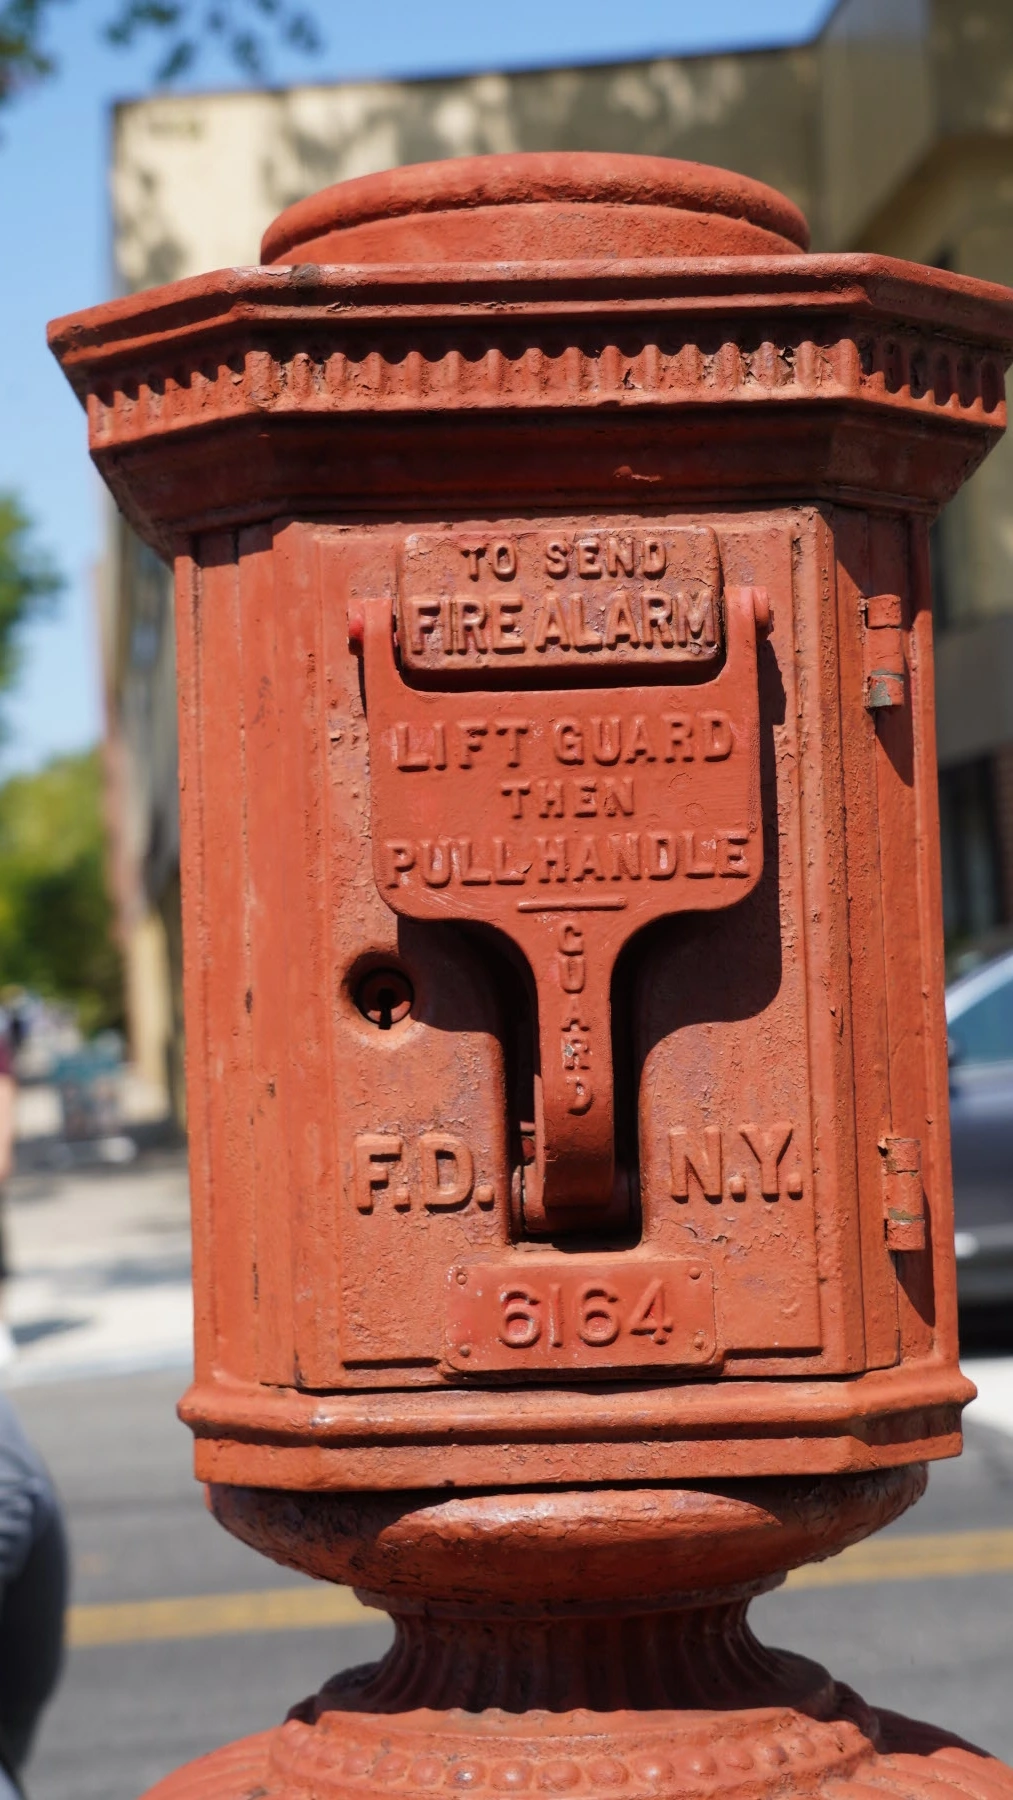 TO SEND
FIRE ALARM
LIFT GUARD
THEN
PULL HANDLE
GUARD
F.D. N.Y.
6164